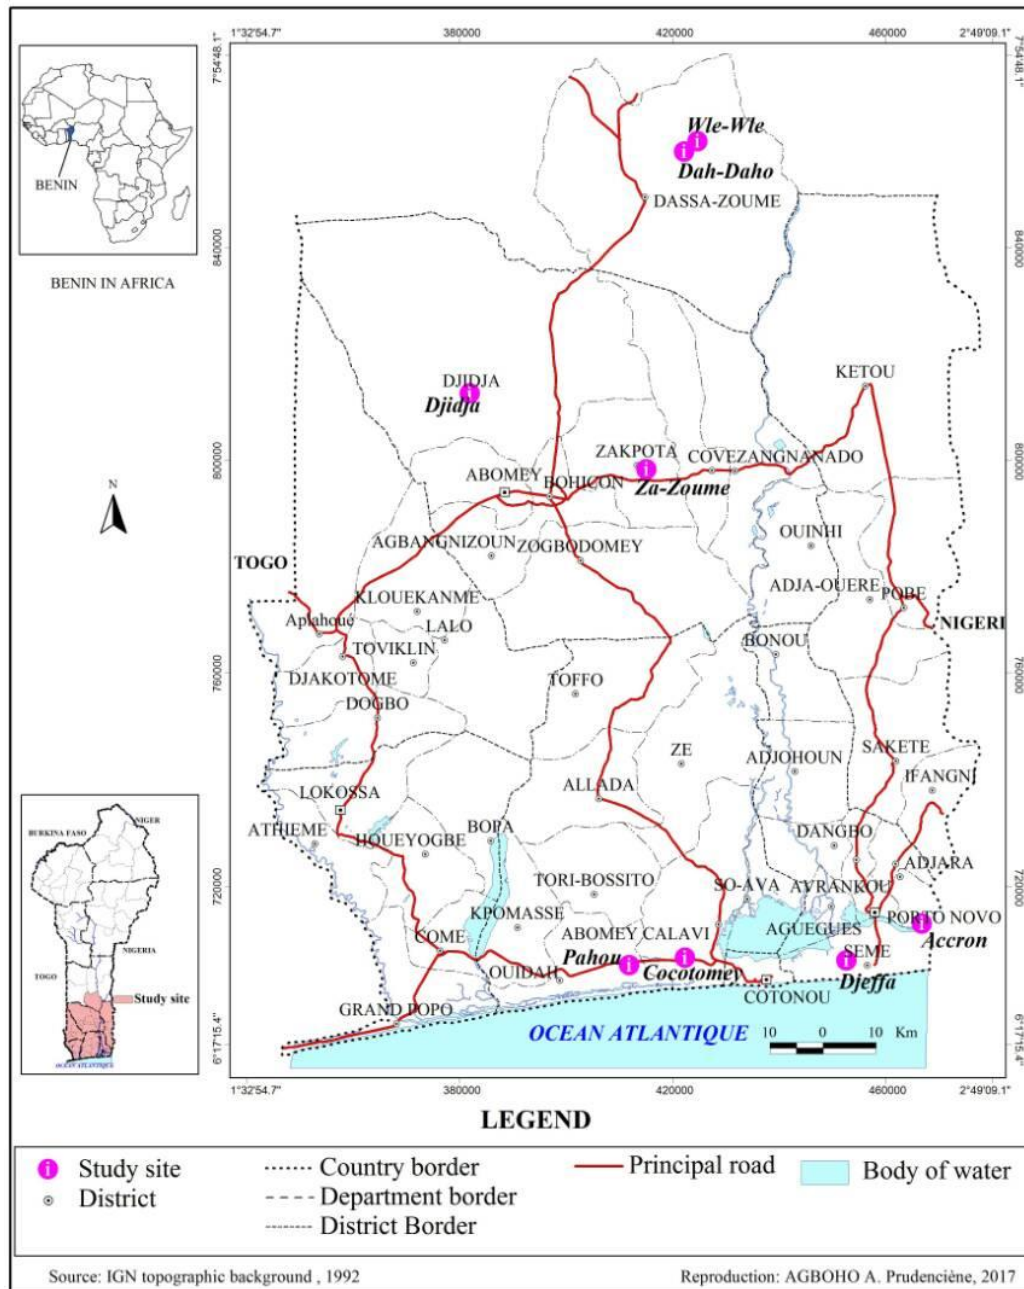 1°32'54.7"
380000
420000
460000
2°49'09.1"
7°54'48.1"
7°54'48.1"
BENIN
BENIN IN AFRICA
Wle-Wle
Dah-Daho
DASSA-ZOUME
840000
840000
DJIDJA
Djidja
KETOU
ZAKPOTA
COVE
ZANGNANADO
800000
800000
ABOMEY
BOHICON
Za-Zoume
N
AGBANGNIZOUN
ZOGBODOMEY
OUINHI
TOGO
KLOUEKANME
ADJA-OUERE
POBE
Aplahoué
LALO
NIGERI
TOVIKLIN
BONOU
DJAKOTOME
760000
760000
DOGBO
TOFFO
ZE
ADJOHOUN
SAKETE
IFANGNI
LOKOSSA
ALLADA
ATHIEME
HOUEYOGBE
BOPA
DANGBO
ADJARA
TORI-BOSSITO
SO-AVA
AVRANKOU
720000
720000
KPOMASSE
ABOMEY CALAVI
AGUEGUES
PORTO NOVO
COME
Pahou
SEME
Accron
OUIDAH
Cocotomey
Djeffa
GRAND POPO
COTONOU
OCEAN ATLANTIQUE
10 0 10 Km
6°17'15.4"
6°17'15.4"
BURKINA FASO
NIGER
NIGERIA
TOGO
Study site
OCEAN ATLANTIQUE
1°32'54.7"
380000
420000
460000
2°49'09.1"
LEGEND
Study site
Country border
Principal road
Body of water
District
Department border
District Border
Source: IGN topographic background , 1992
Reproduction: AGBOHO A. Prudenciène, 2017